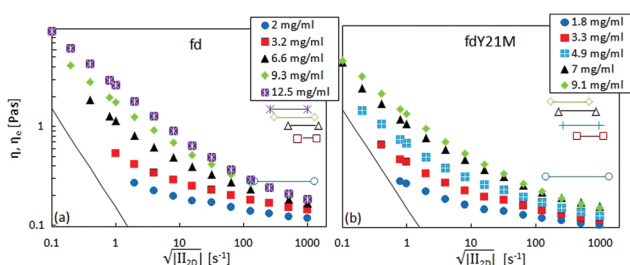 fd
2 mg/ml
3.2 mg/ml
6.6 mg/ml
9.3 mg/ml
12.5 mg/ml
η, ηe [Pas]
1
0.1
(a)
0.1 1 10 100 1000
√|II2D| [s-1]
fdY21M
1.8 mg/ml
3.3 mg/ml
4.9 mg/ml
7 mg/ml
9.1 mg/ml
1
0.1
(b)
0.1 1 10 100 1000
√|II2D| [s-1]